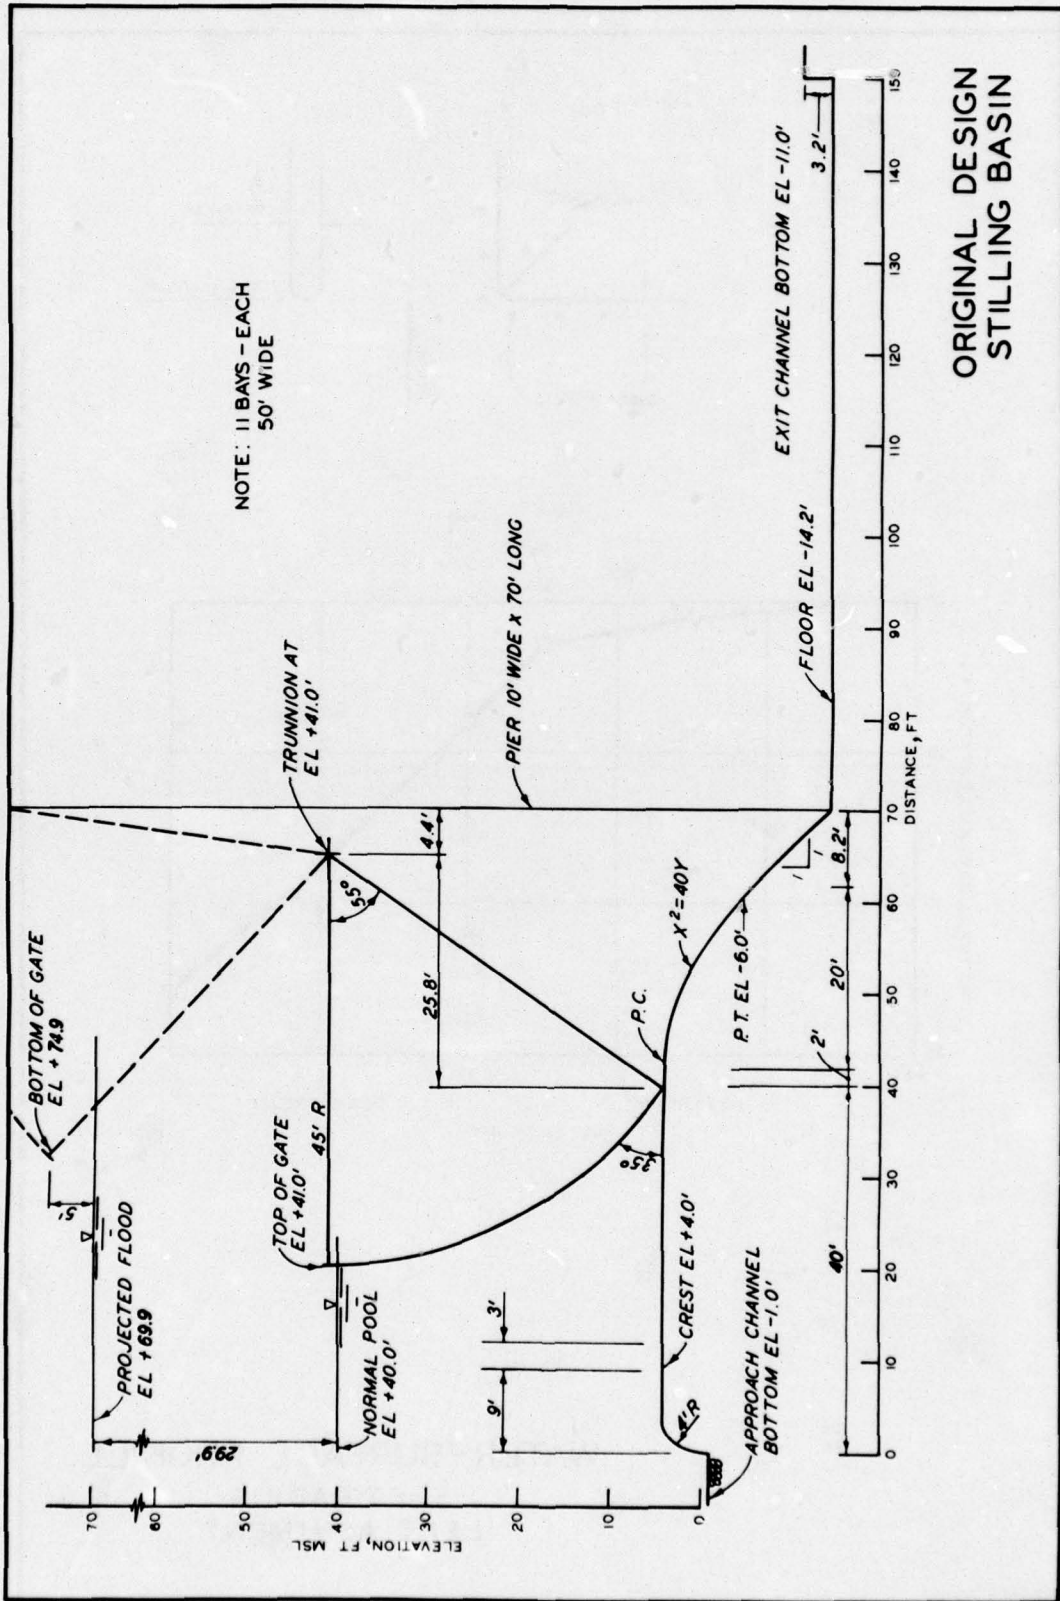 NOTE: 11 BAYS - EACH
50' WIDE
BOTTOM OF GATE
EL + 74.9
5'
PROJECTED FLOOD
EL + 69.9
29.9'
TOP OF GATE
EL +41.0'
NORMAL POOL
EL +40.0'
45' R
TRUNNION AT
EL +41.0'
55°
25.8'
4.4'
PIER 10' WIDE X 70' LONG
35°
9'
3'
CREST EL+4.0'
4'R
P.C.
X²=40Y
P.T. EL -6.0'
1
1
APPROACH CHANNEL
BOTTOM EL-1.0'
40'
2'
20'
8.2'
FLOOR EL-14.2'
EXIT CHANNEL BOTTOM EL-11.0'
3.2'
ELEVATION, FT MSL
70
60
50
40
30
20
10
0
0
10
20
30
40
50
60
70
80
90
100
110
120
130
140
150
DISTANCE, FT
ORIGINAL DESIGN
STILLING BASIN